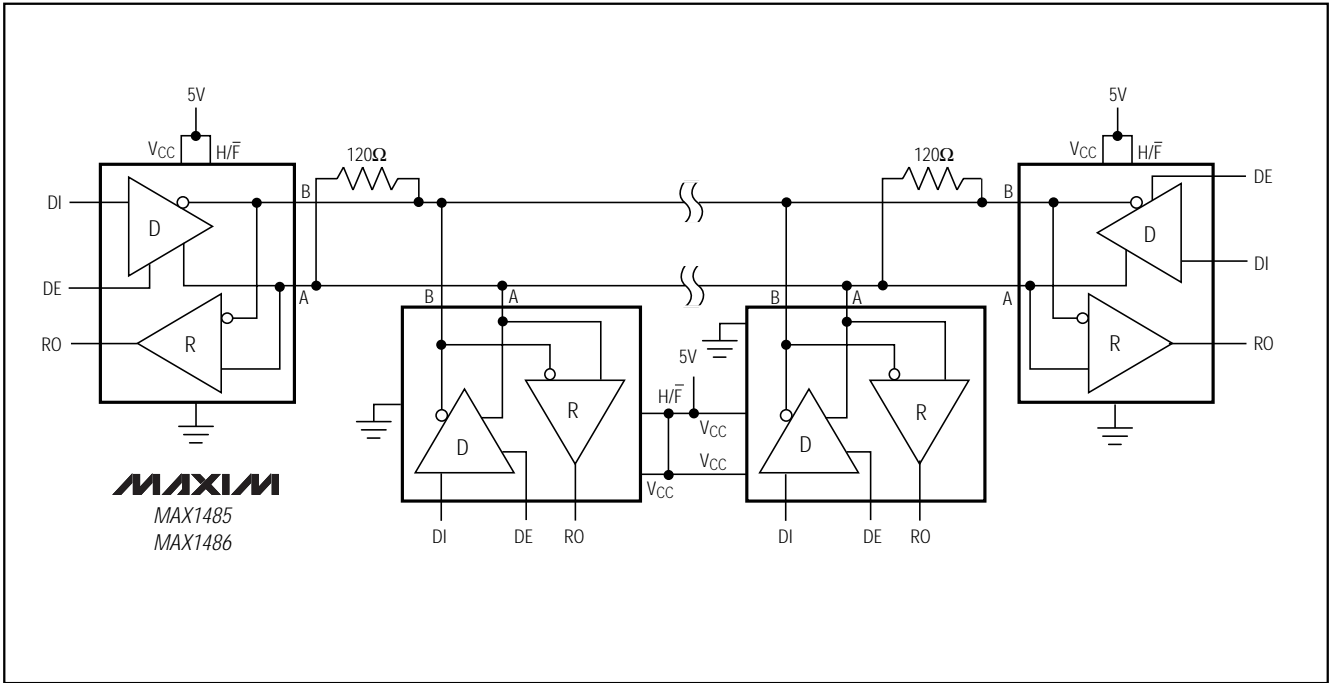 5V
5V
VCC
H/F̅
120Ω
120Ω
VCC
H/F̅
DI
D
B
B
D
DE
DI
DE
A
B
A
B
A
A
RO
R
5V
R
RO
H/F̅
R
VCC
R
D
D
VCC
VCC
MAXIM
MAX1485
MAX1486
DI
DE
RO
DI
DE
RO